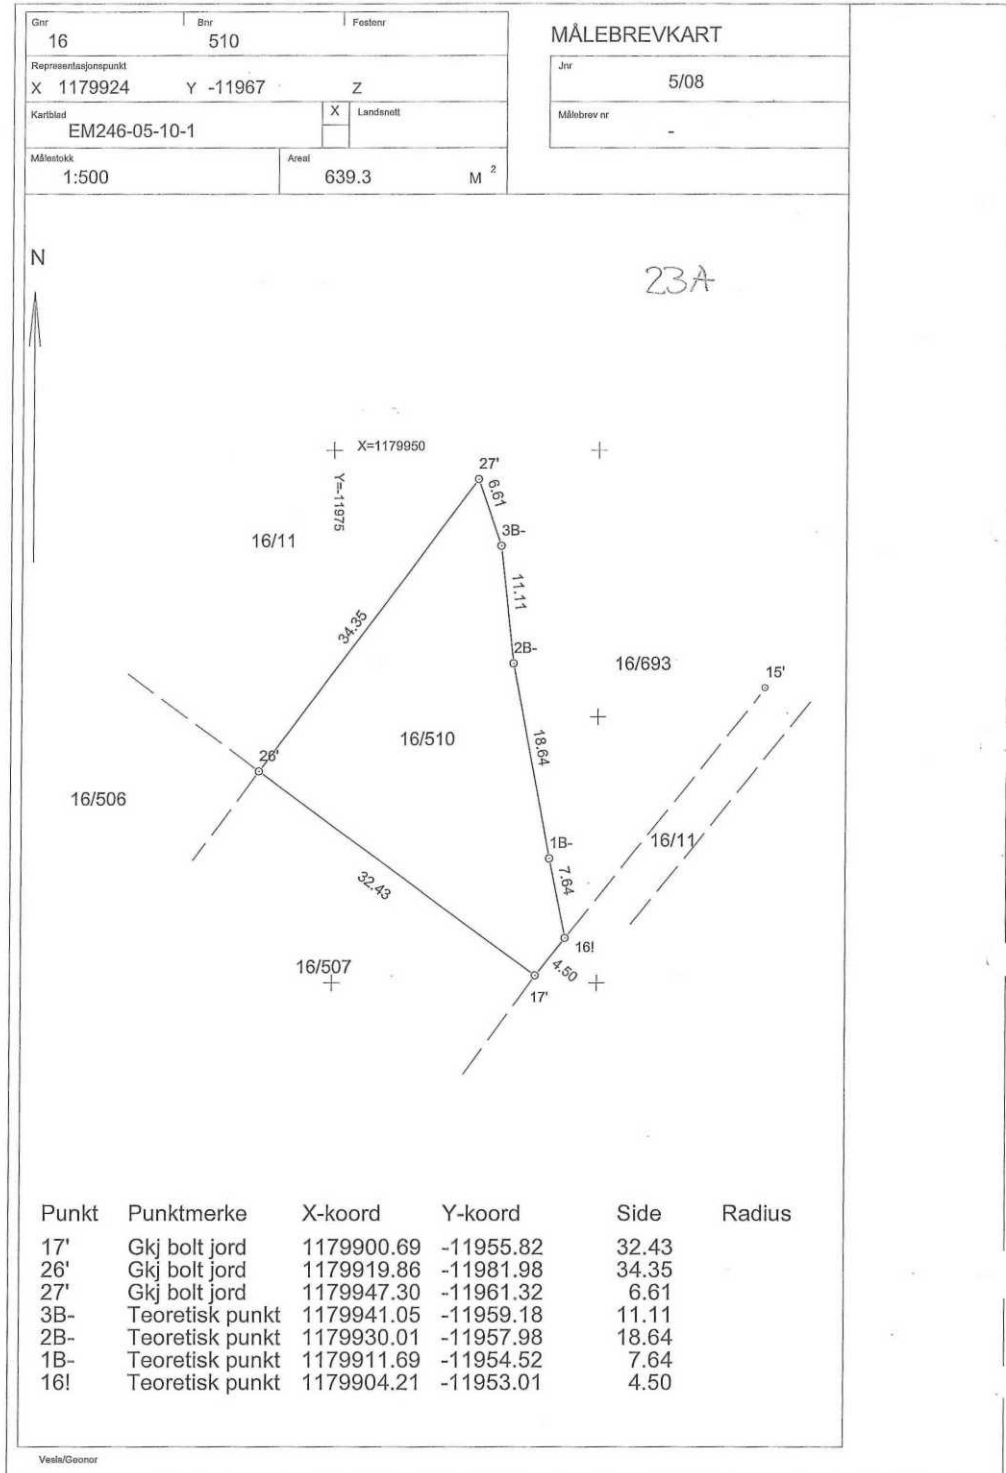 Gnr Bnr Festenr
16 510
MÅLEBREVKART
Representasjonspunkt
X 1179924 Y -11967 Z
Jnr
5/08
Kartblad X Landsnett
EM246-05-10-1
Målebrev nr
-
Målestokk Areal
1:500 639.3 M 2
N
23A
X=1179950
Y=-11975
27'
6.61
3B-
16/11
11.11
34.35
2B-
16/693
15'
16/510
18.64
26'
16/506
16/11
1B-
7.64
32.43
16!
16/507
4.50
17'
Punkt Punktmerke X-koord Y-koord Side Radius
17' Gkj bolt jord 1179900.69 -11955.82 32.43
26' Gkj bolt jord 1179919.86 -11981.98 34.35
27' Gkj bolt jord 1179947.30 -11961.32 6.61
3B- Teoretisk punkt 1179941.05 -11959.18 11.11
2B- Teoretisk punkt 1179930.01 -11957.98 18.64
1B- Teoretisk punkt 1179911.69 -11954.52 7.64
16! Teoretisk punkt 1179904.21 -11953.01 4.50
Vesla/Geonor